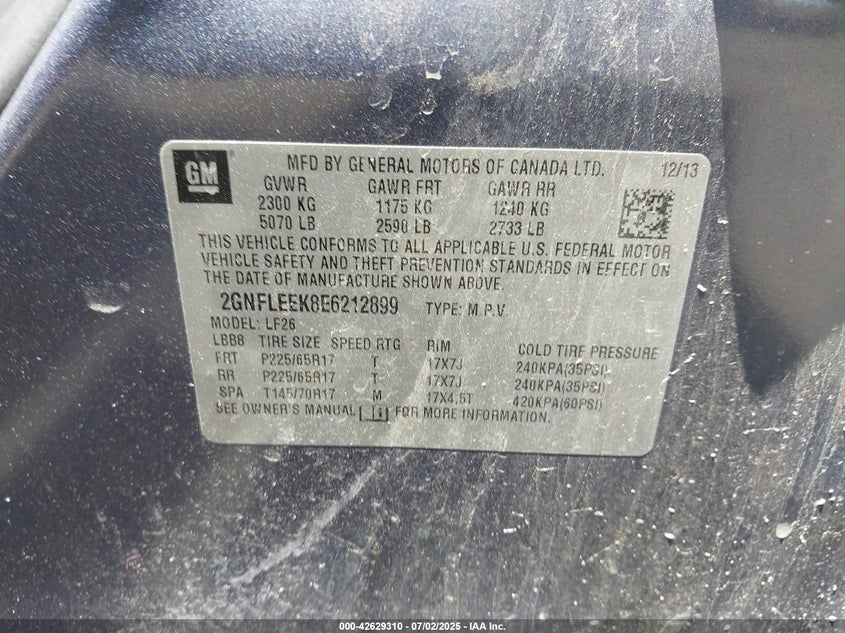 GM
MFD BY GENERAL MOTORS OF CANADA LTD. 12/13
GVWR GAWR FRT GAWR RR
2300 KG 1175 KG 1240 KG
5070 LB 2590 LB 2733 LB
THIS VEHICLE CONFORMS TO ALL APPLICABLE U.S. FEDERAL MOTOR
VEHICLE SAFETY AND THEFT PREVENTION STANDARDS IN EFFECT ON
THE DATE OF MANUFACTURE SHOWN ABOVE.
2GNFLEEK8E6212899 TYPE: M.P.V.
MODEL: LF26
LBB8 TIRE SIZE SPEED RTG RIM COLD TIRE PRESSURE
FRT P225/65R17 T 17X7J 240KPA(35PSI)
RR P225/65R17 T 17X7J 240KPA(35PSI)
SPA T145/70R17 M 17X4.5T 420KPA(60PSI)
SEE OWNER'S MANUAL i FOR MORE INFORMATION.
000-42629310 - 07/02/2025 - IAA Inc.